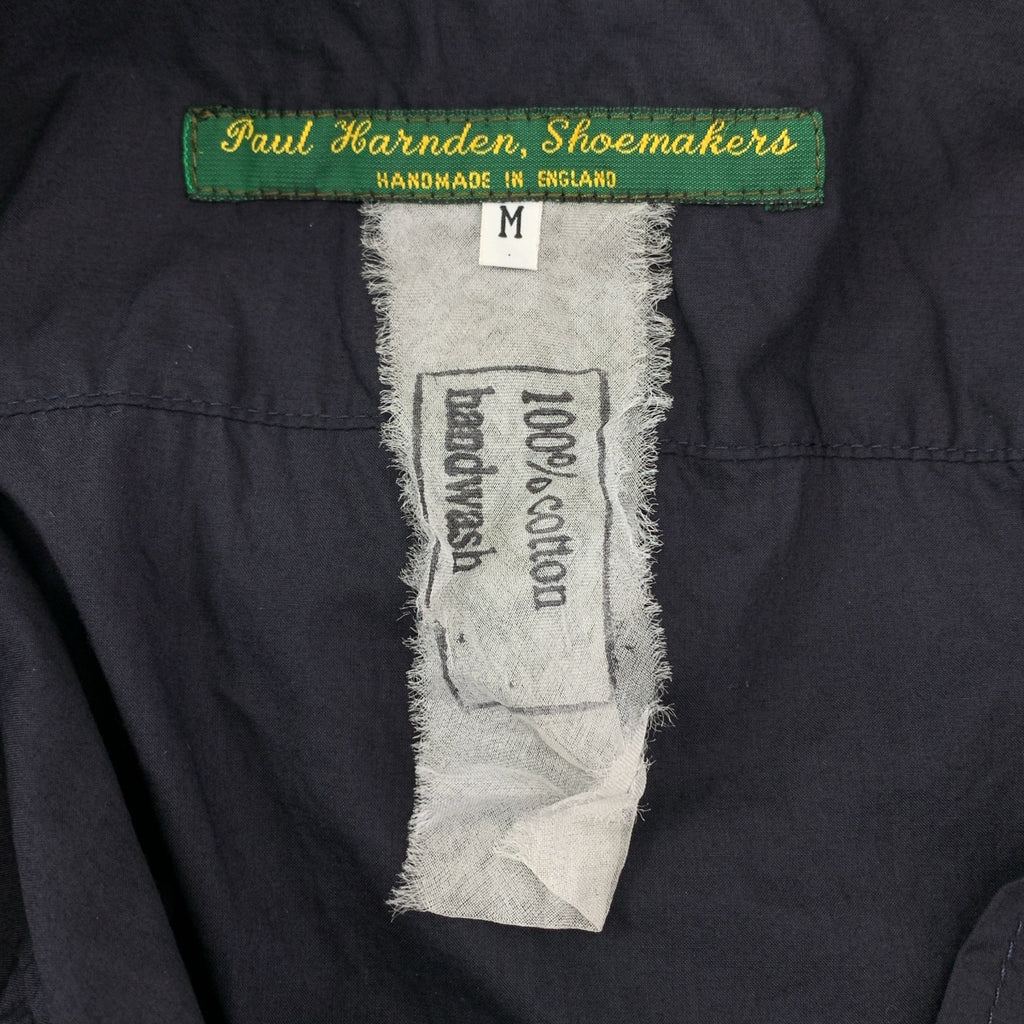 Paul Harnden, Shoemakers
HANDMADE IN ENGLAND
M
100% cotton
handwash